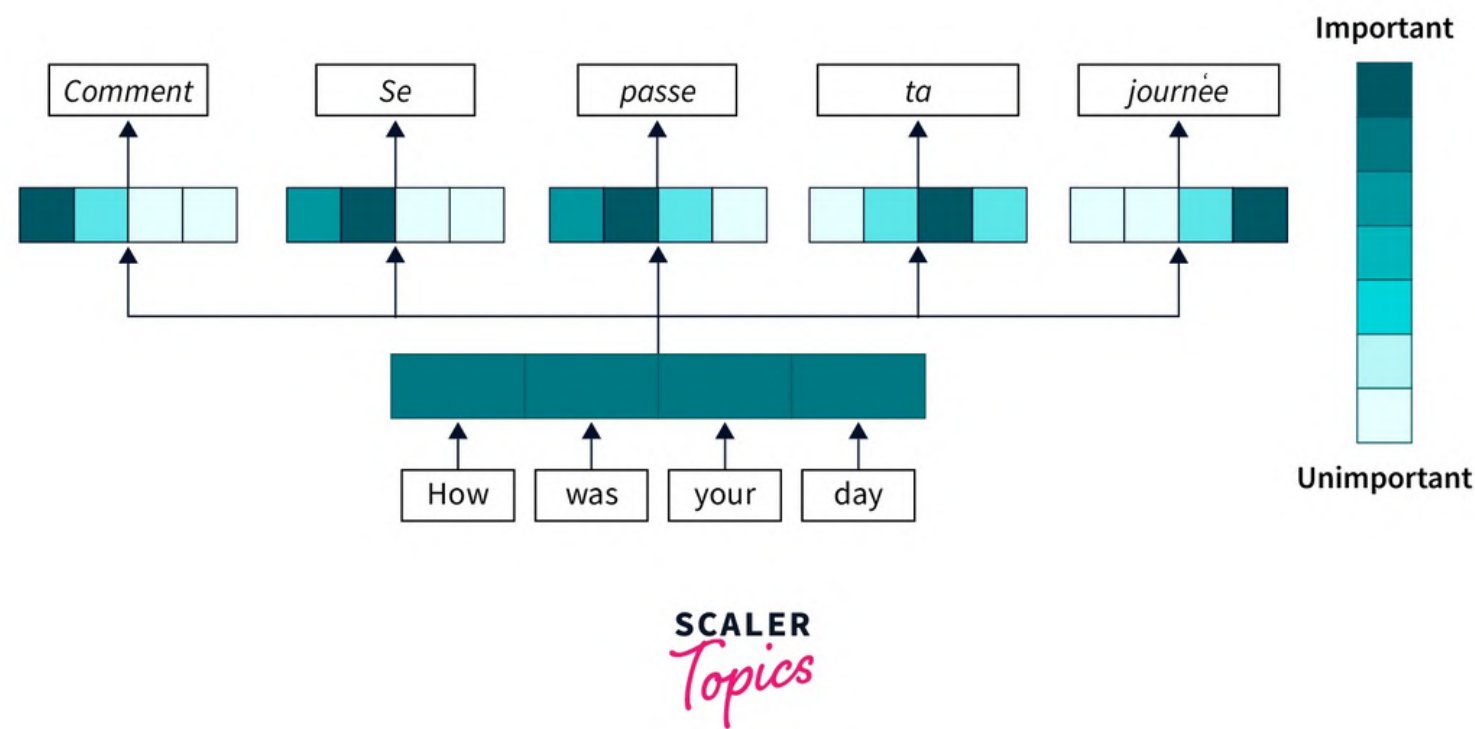 Important
Comment Se passe ta journée
Unimportant
How was your day
SCALER
Topics